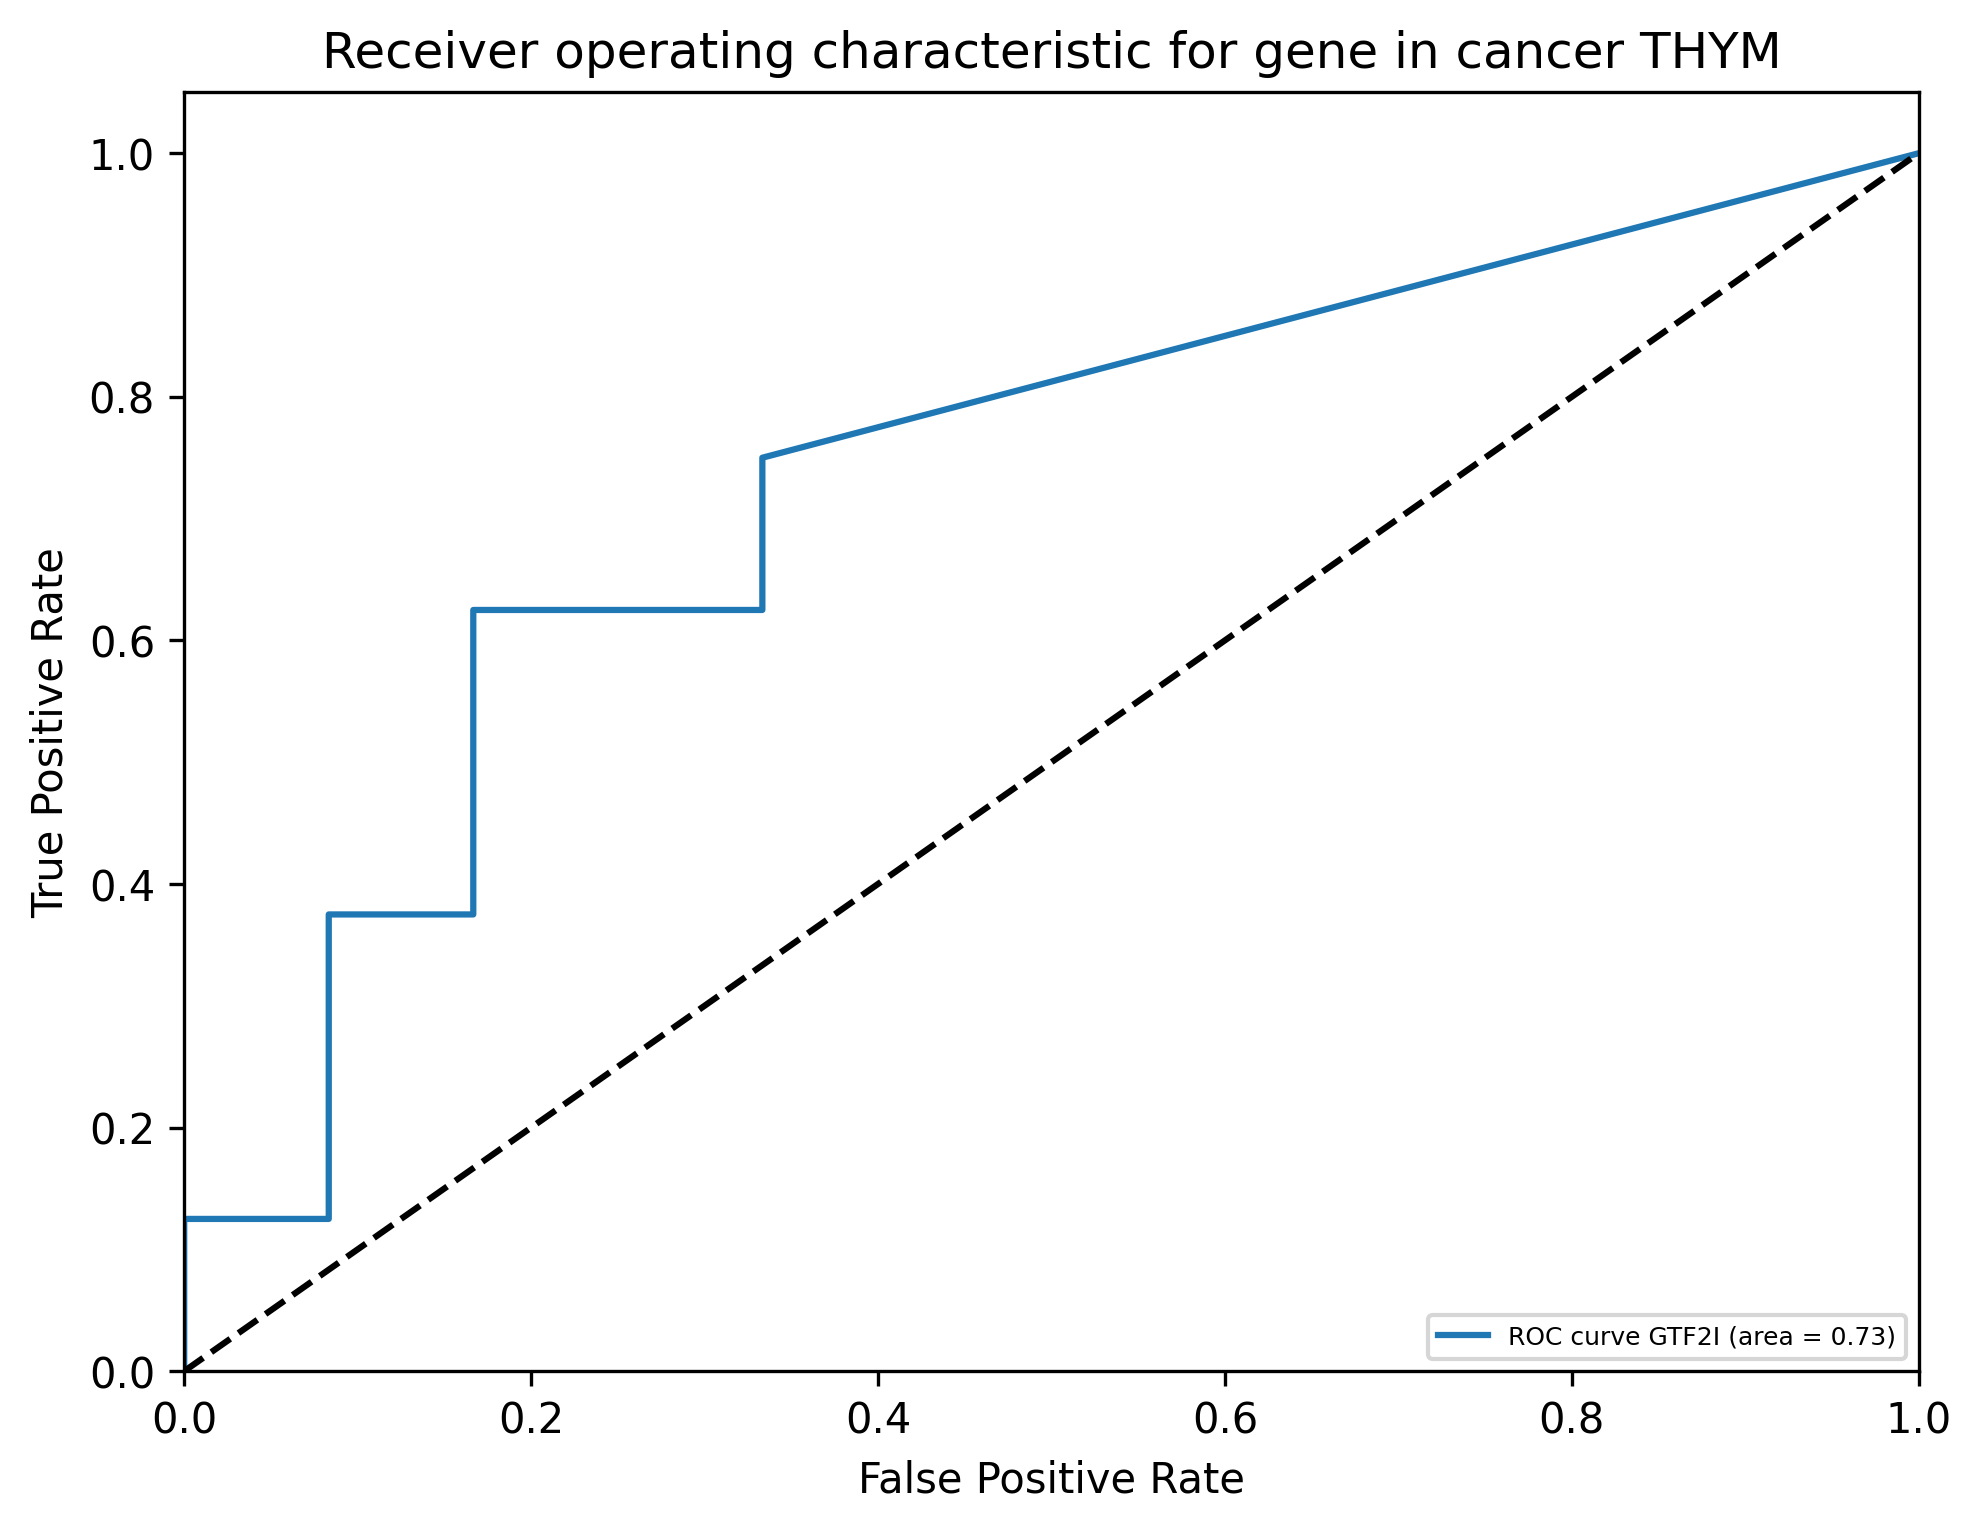 Receiver operating characteristic for gene in cancer THYM
True Positive Rate
1.0
0.8
0.6
0.4
0.2
0.0
ROC curve GTF2I (area = 0.73)
0.0 0.2 0.4 0.6 0.8 1.0
False Positive Rate